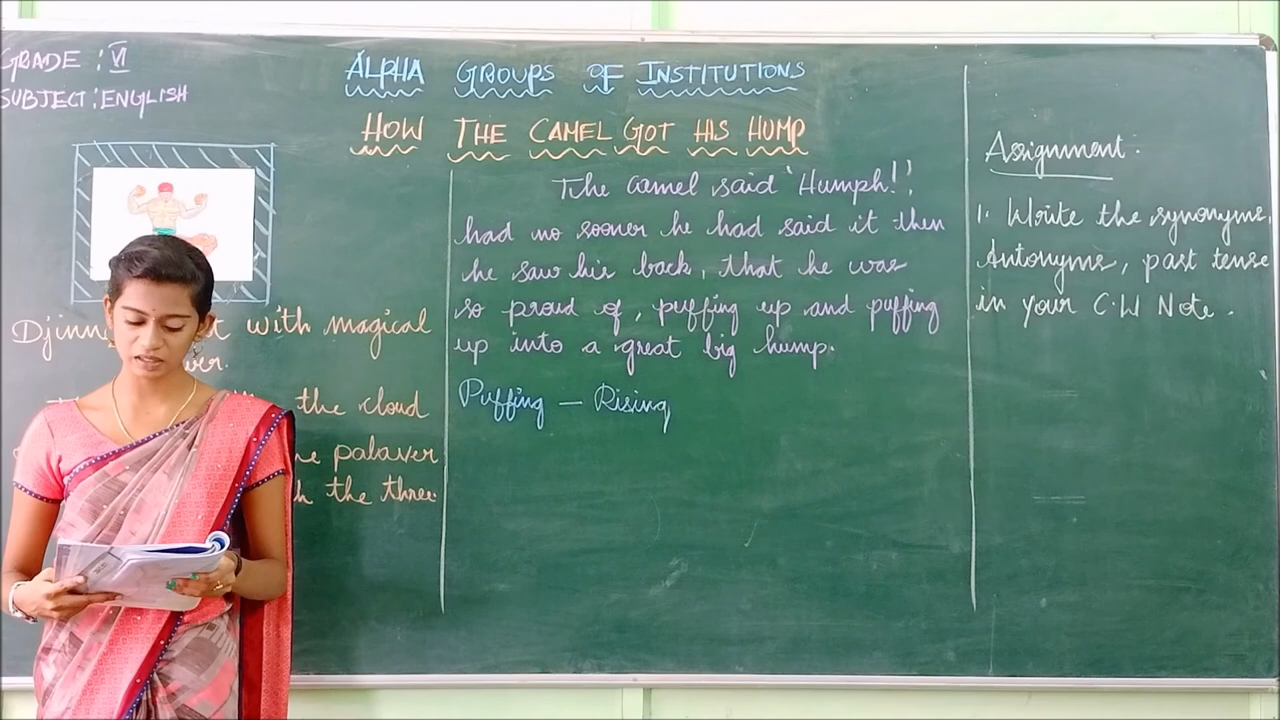 GRADE : VI
SUBJECT : ENGLISH
ALPHA GROUPS OF INSTITUTIONS
HOW THE CAMEL GOT HIS HUMP
with magical
the cloud
palaver
the three.
The camel said 'Humph!',
had no sooner he had said it then
he saw his back, that he was
so proud of, puffing up and puffing
up into a great big hump.
Puffing — Rising
Assignment.
1. Write the synonyms,
Antonyms, past tense
in your C.W Note.